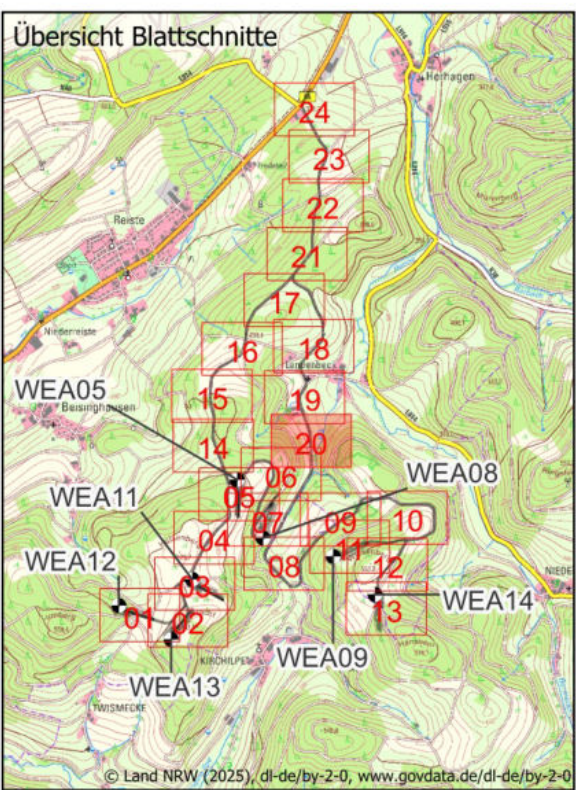 Übersicht Blattschnitte
Herhagen
24
23
22
Reiste
21
17
Niederreiste
16
18
Landenbeck
WEA05
15
19
Beisinghausen
14
20
06
WEA08
WEA11
05
07
09
10
04
11
WEA12
08
12
03
WEA14
01
02
13
KIRCHILPE
WEA09
WEA13
TWISMECKE
© Land NRW (2025), dl-de/by-2-0, www.govdata.de/dl-de/by-2-0